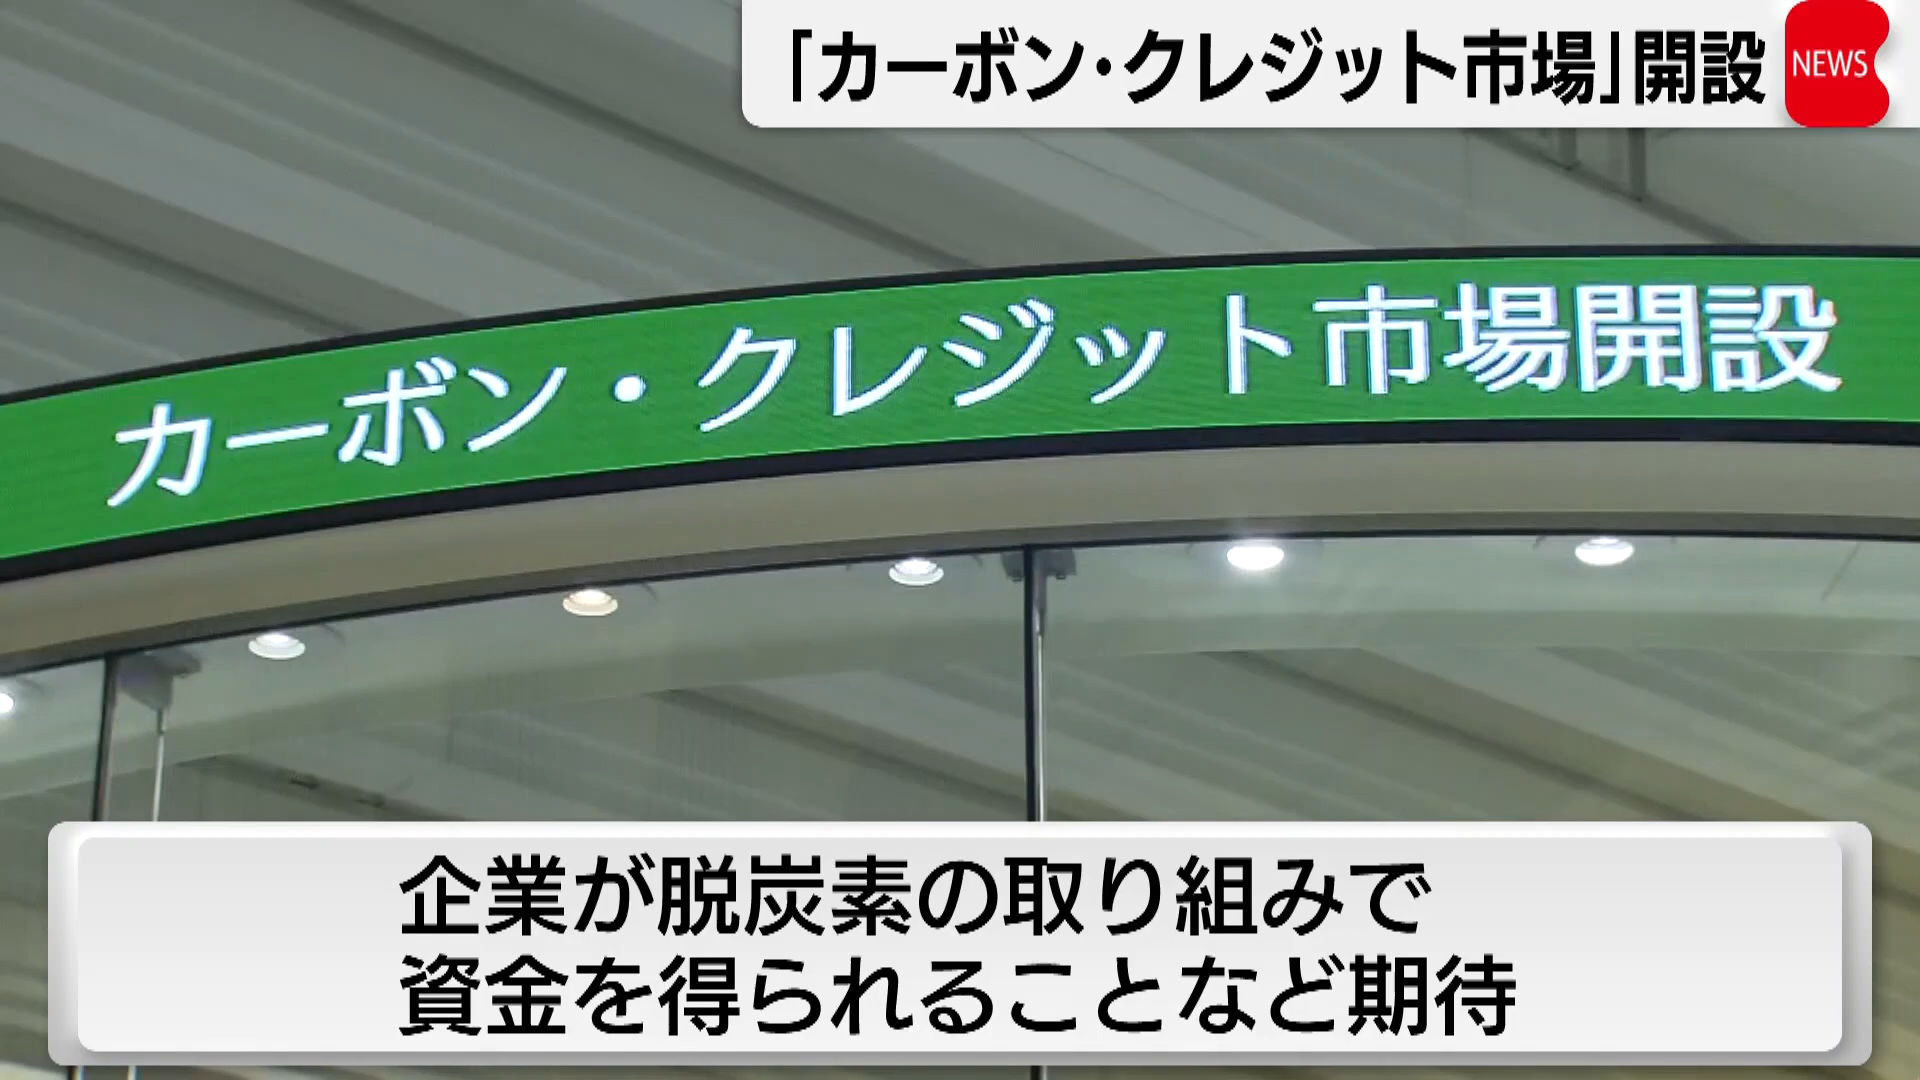 「カーボン・クレジット市場」開設
NEWS
カーボン・クレジット市場開設
企業が脱炭素の取り組みで
資金を得られることなど期待